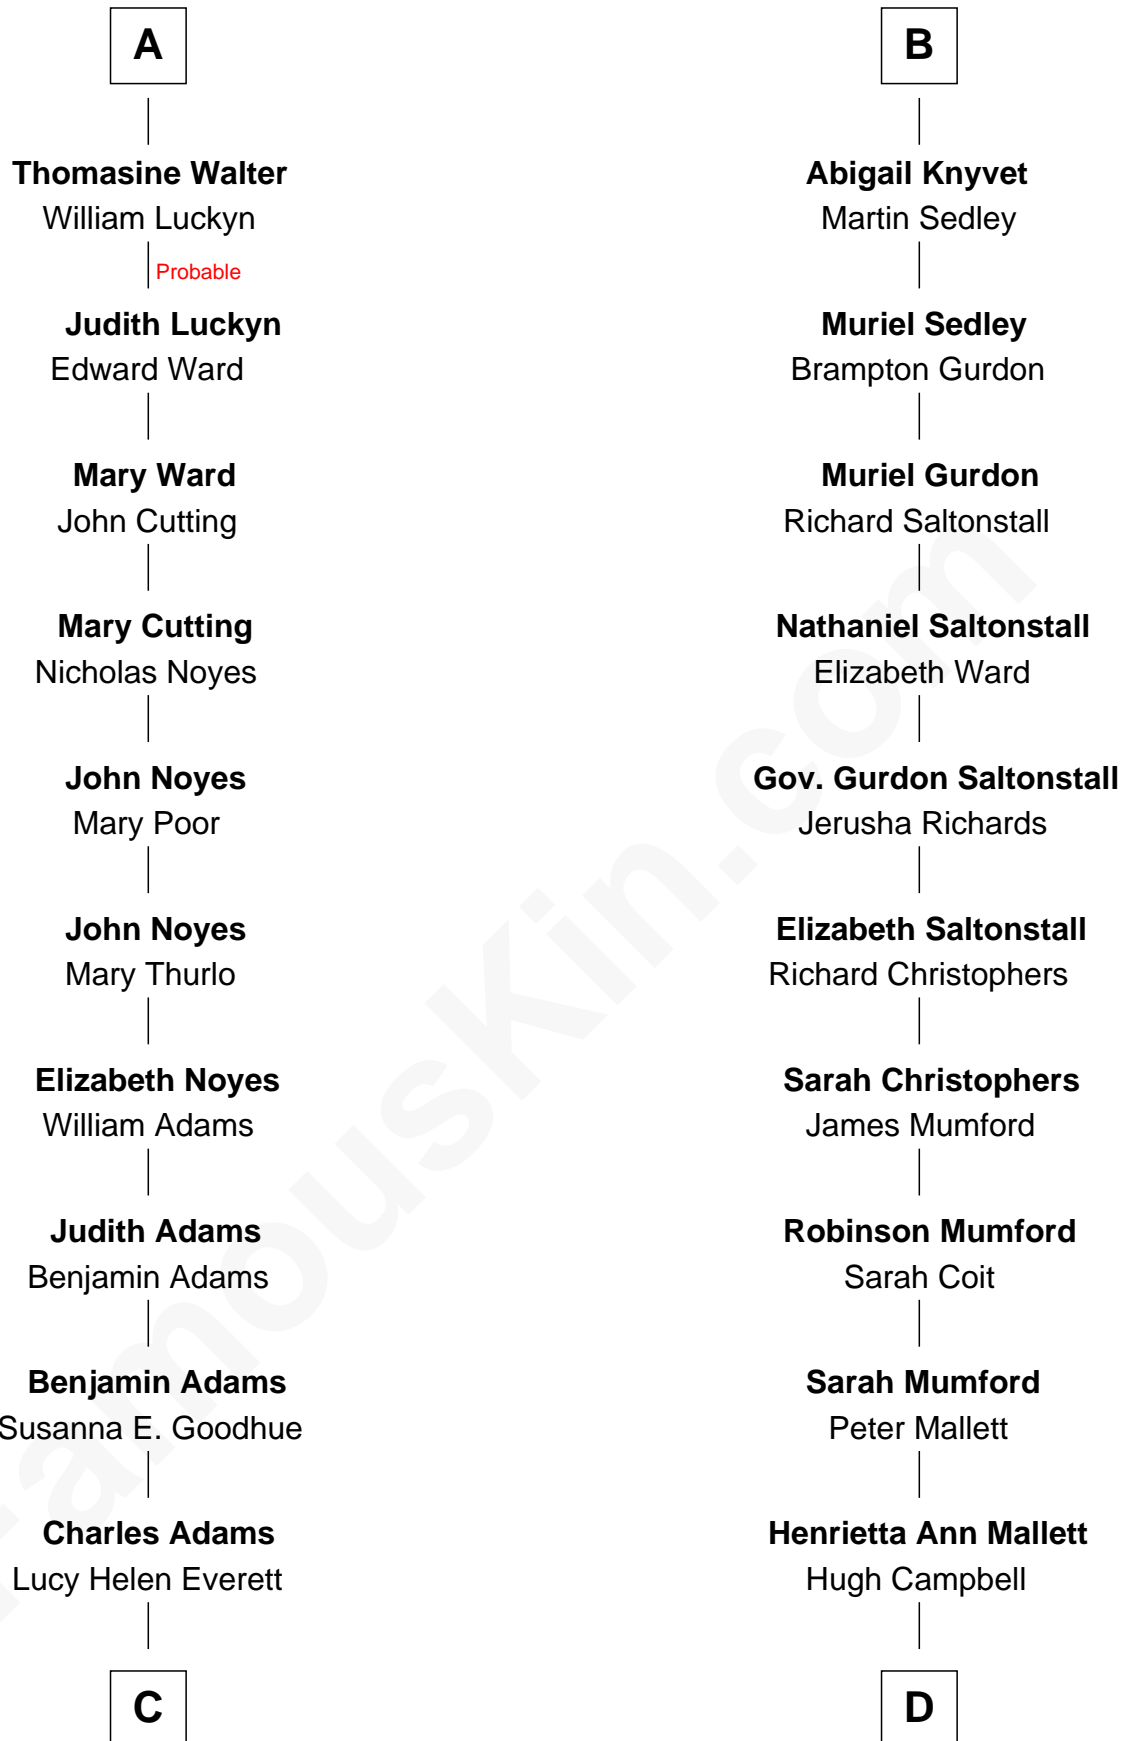 A
Thomasine Walter
William Luckyn
Probable
Judith Luckyn
Edward Ward
Mary Ward
John Cutting
Mary Cutting
Nicholas Noyes
John Noyes
Mary Poor
John Noyes
Mary Thurlo
Elizabeth Noyes
William Adams
Judith Adams
Benjamin Adams
Benjamin Adams
Susanna E. Goodhue
Charles Adams
Lucy Helen Everett
C
B
Abigail Knyvet
Martin Sedley
Muriel Sedley
Brampton Gurdon
Muriel Gurdon
Richard Saltonstall
Nathaniel Saltonstall
Elizabeth Ward
Gov. Gurdon Saltonstall
Jerusha Richards
Elizabeth Saltonstall
Richard Christophers
Sarah Christophers
James Mumford
Robinson Mumford
Sarah Coit
Sarah Mumford
Peter Mallett
Henrietta Ann Mallett
Hugh Campbell
D
FamousKin.com